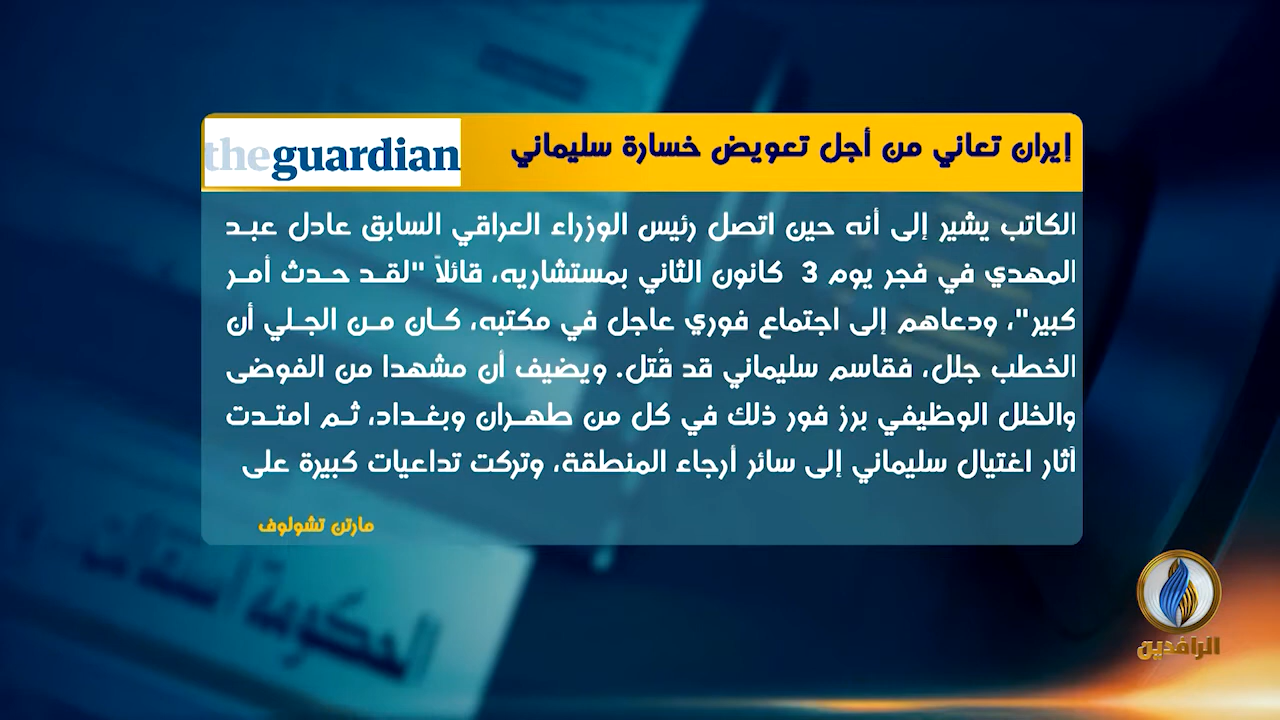 إيران تعاني من أجل تعويض خسارة سليماني
theguardian
الكاتب يشير إلى أنه حين اتصل رئيس الوزراء العراقي السابق عادل عبد
المهدي في فجر يوم 3 كانون الثاني بمستشاريه، قائلاً "لقد حدث أمر
كبير"، ودعاهم إلى اجتماع فوري عاجل في مكتبه، كان من الجلي أن
الخطب جلل، فقاسم سليماني قد قُتل. ويضيف أن مشهدا من الفوضى
والخلل الوظيفي برز فور ذلك في كل من طهران وبغداد، ثم امتدت
آثار اغتيال سليماني إلى سائر أرجاء المنطقة، وتركت تداعيات كبيرة على
مارتن تشولوف
الحكومة استقالت
الرافدين